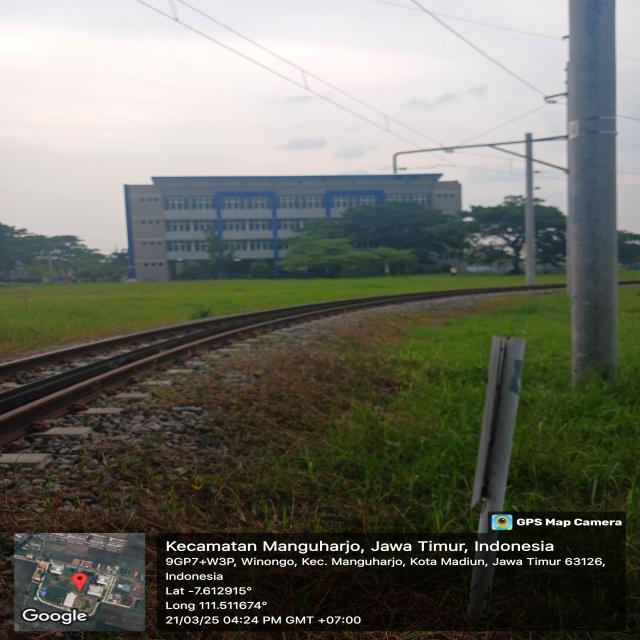 GPS Map Camera
Kecamatan Manguharjo, Jawa Timur, Indonesia
9GP7+W3P, Winongo, Kec. Manguharjo, Kota Madiun, Jawa Timur 63126,
Indonesia
Lat -7.612915°
Long 111.511674°
21/03/25 04:24 PM GMT +07:00
Google